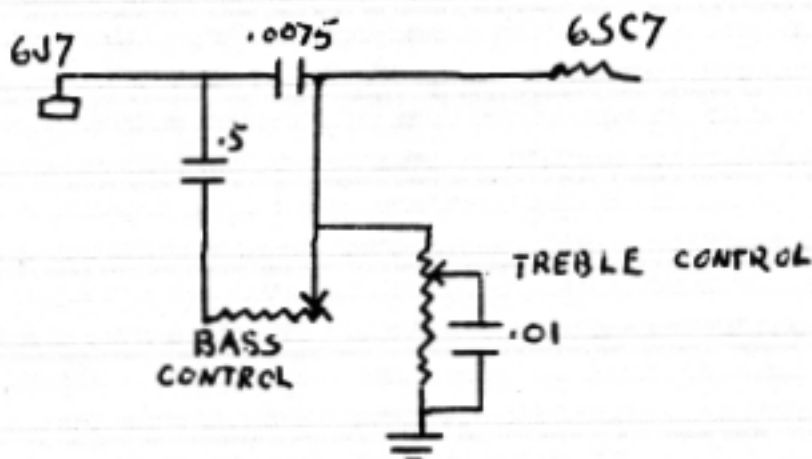 6J7
.0075
6SC7
.5
TREBLE CONTROL
.01
BASS
CONTROL